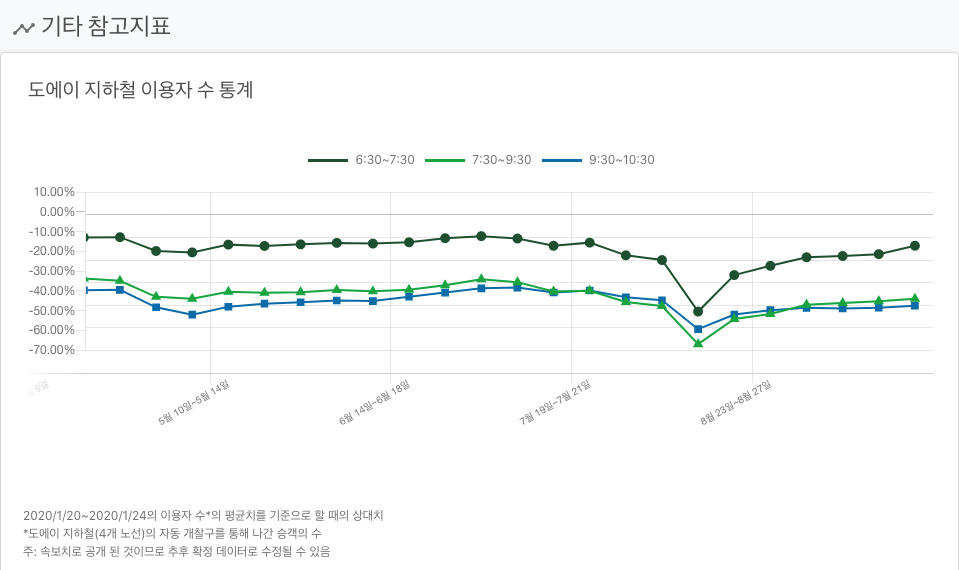 기타 참고지표
도에이 지하철 이용자 수 통계
6:30~7:30 7:30~9:30 9:30~10:30
10.00%
0.00%
-10.00%
-20.00%
-30.00%
-40.00%
-50.00%
-60.00%
-70.00%
9일
5월 10일~5월 14일
6월 14일~6월 18일
7월 19일~7월 21일
8월 23일~8월 27일
2020/1/20~2020/1/24의 이용자 수*의 평균치를 기준으로 할 때의 상대치
*도에이 지하철(4개 노선)의 자동 개찰구를 통해 나간 승객의 수
주: 속보치로 공개 된 것이므로 추후 확정 데이터로 수정될 수 있음